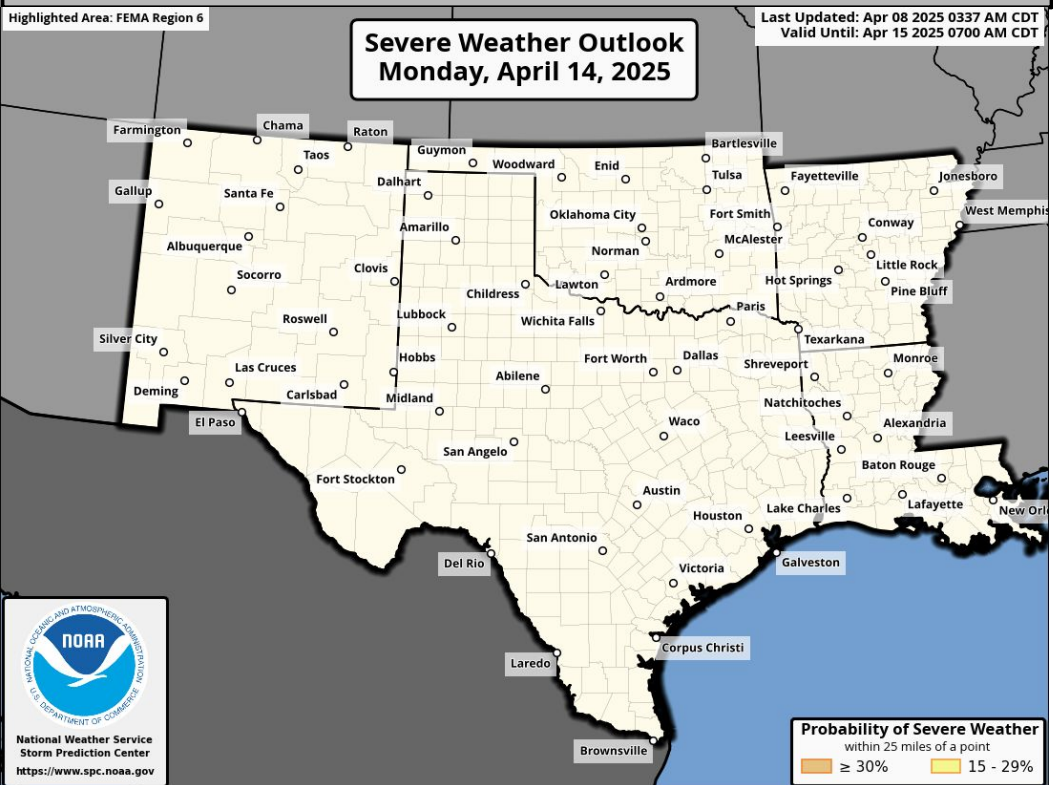 Highlighted Area: FEMA Region 6
Severe Weather Outlook
Monday, April 14, 2025
Last Updated: Apr 08 2025 0337 AM CDT
Valid Until: Apr 15 2025 0700 AM CDT
Farmington
Chama
Raton
Taos
Guymon
Woodward
Enid
Bartlesville
Tulsa
Fayetteville
Jonesboro
Gallup
Santa Fe
Dalhart
Oklahoma City
Fort Smith
Conway
West Memphis
Albuquerque
Amarillo
Norman
McAlester
Little Rock
Socorro
Clovis
Childress
Lawton
Ardmore
Hot Springs
Pine Bluff
Roswell
Lubbock
Wichita Falls
Paris
Texarkana
Silver City
Las Cruces
Hobbs
Fort Worth
Dallas
Shreveport
Monroe
Deming
Carlsbad
Midland
Abilene
Natchitoches
El Paso
San Angelo
Waco
Leesville
Alexandria
Fort Stockton
Austin
Baton Rouge
Houston
Lake Charles
Lafayette
New Orl
San Antonio
Del Rio
Victoria
Galveston
Laredo
Corpus Christi
Brownsville
NATIONAL OCEANIC AND ATMOSPHERIC ADMINISTRATION
NOAA
U.S. DEPARTMENT OF COMMERCE
National Weather Service
Storm Prediction Center
https://www.spc.noaa.gov
Probability of Severe Weather
within 25 miles of a point
≥ 30%
15 - 29%